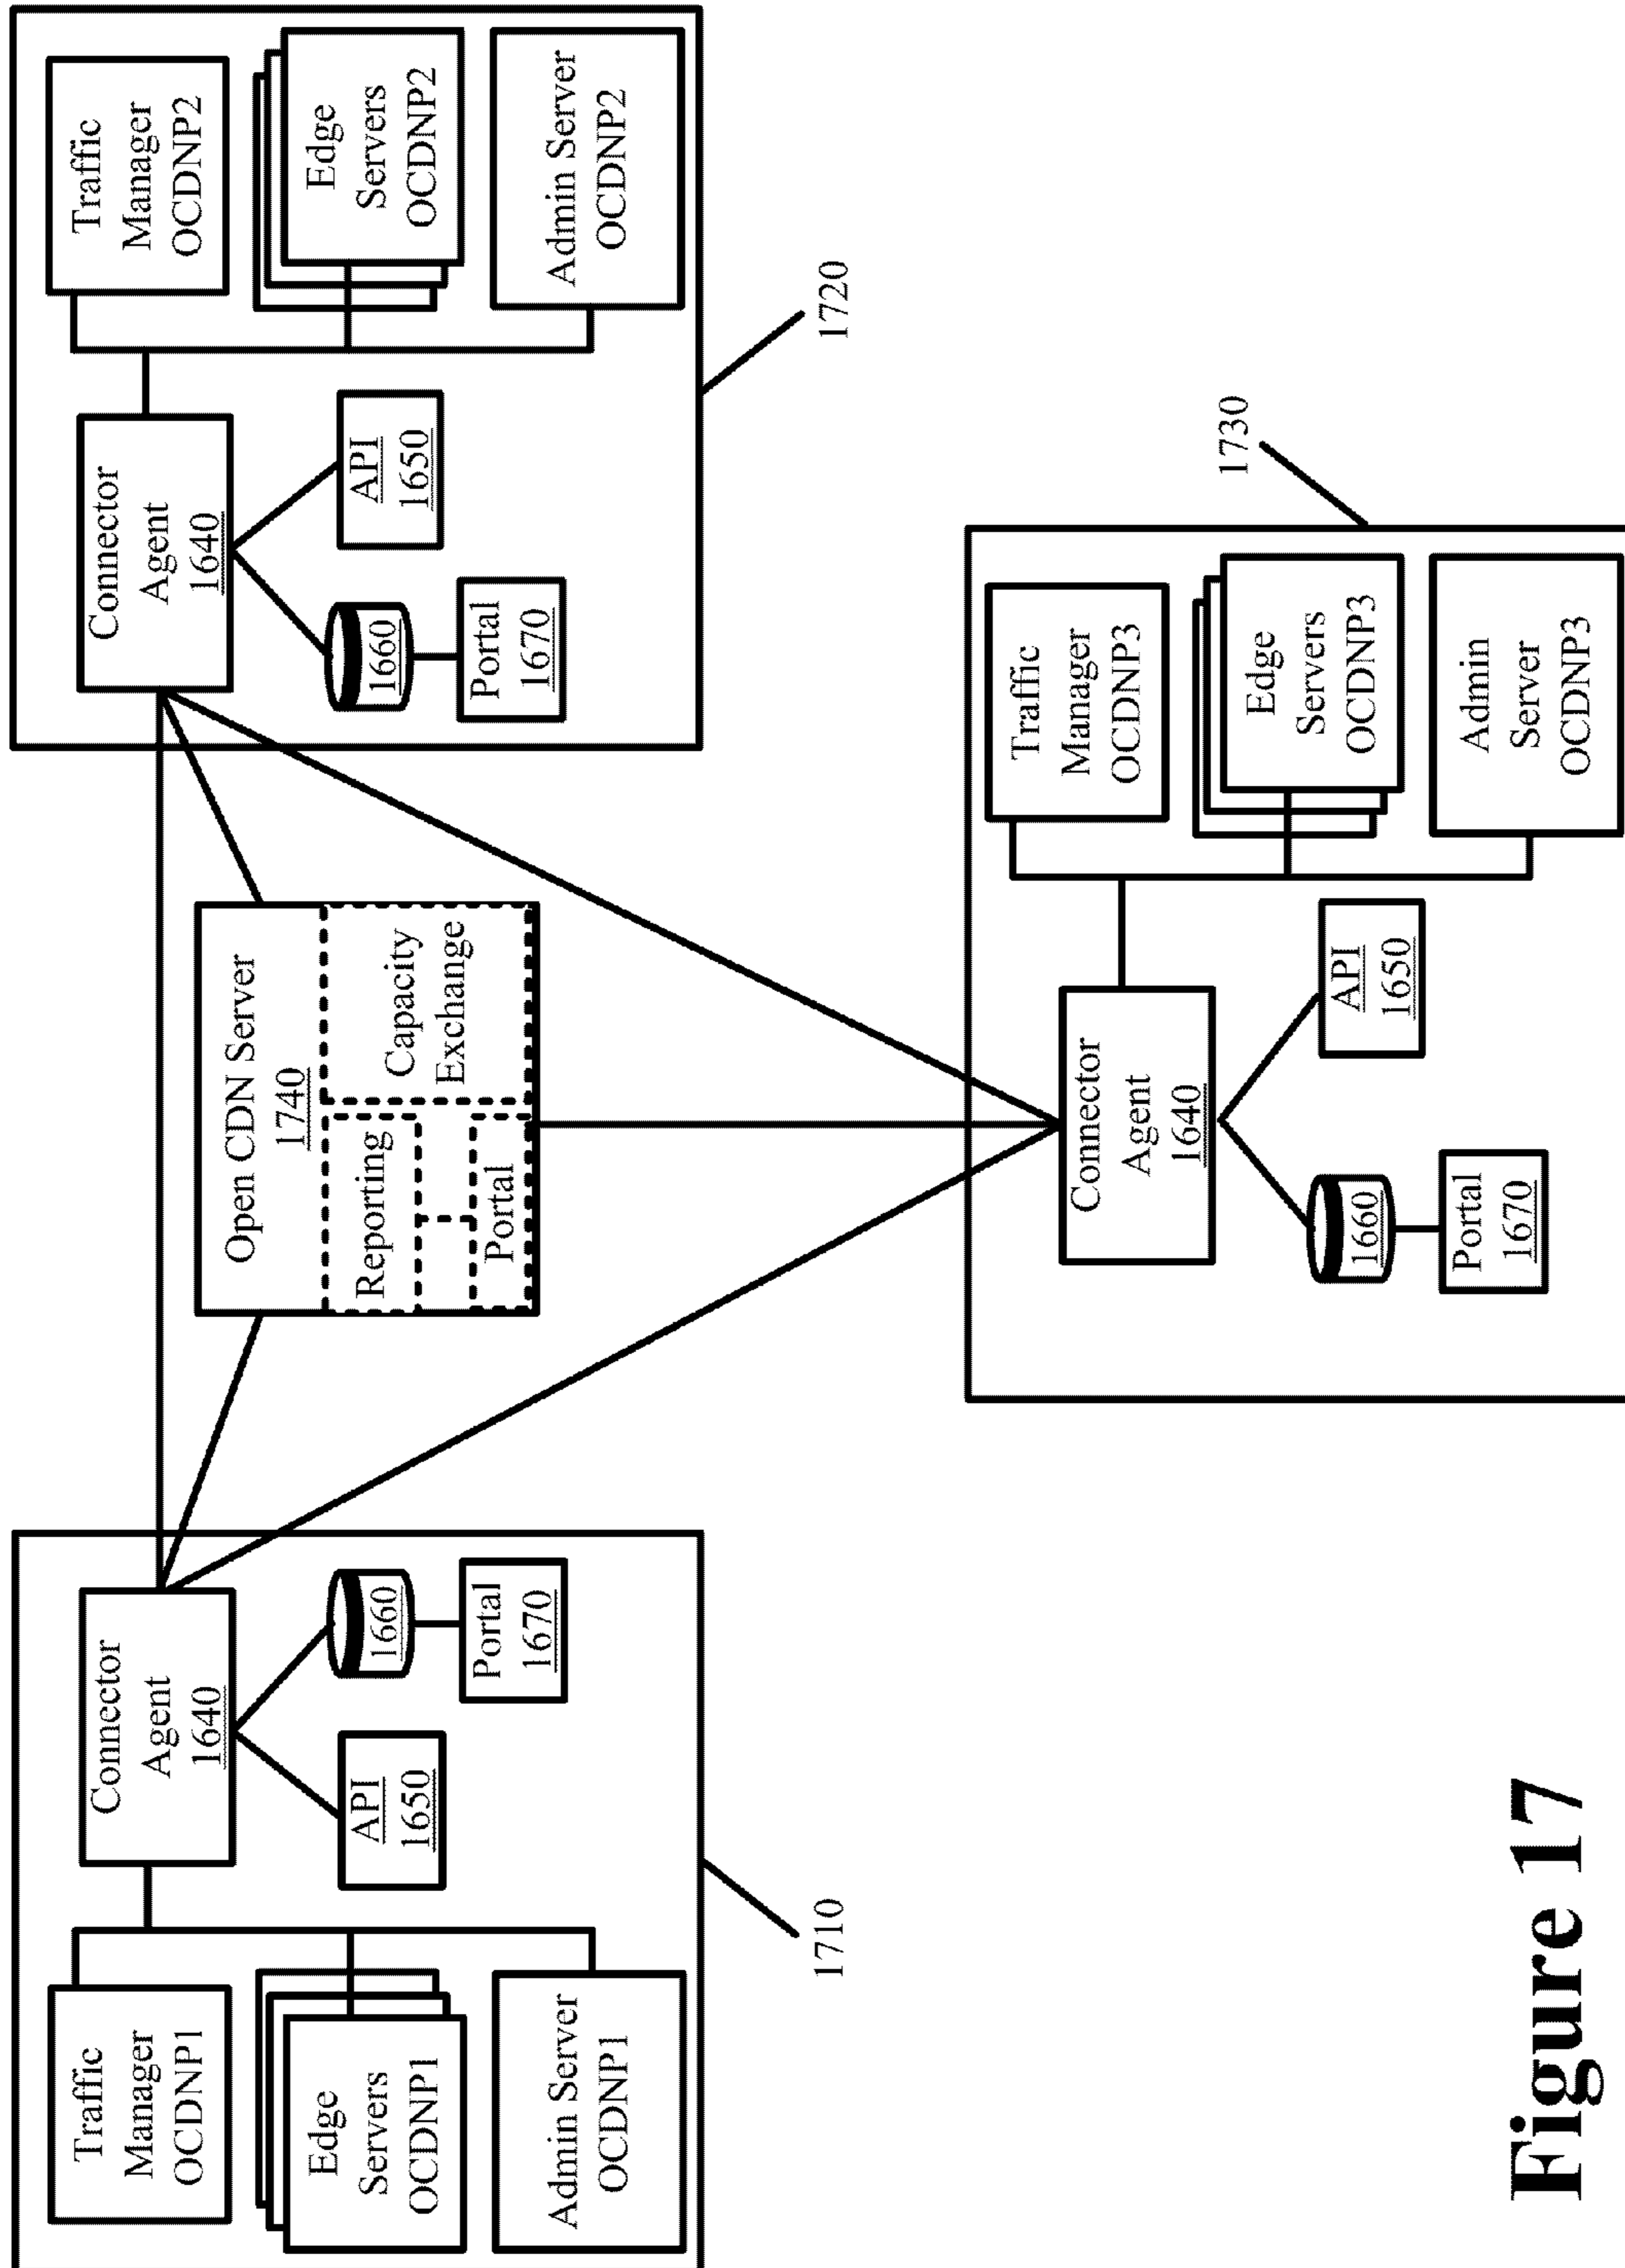 Traffic
Manager
OCDNP1
Edge
Servers
OCDNP1
Admin Server
OCDNP1
Connector
Agent
1640
API
1650
1660
Portal
1670
1710
Open CDN Server
1740
Reporting
Portal
Capacity
Exchange
Connector
Agent
1640
1660
Portal
1670
API
1650
Traffic
Manager
OCDNP2
Edge
Servers
OCDNP2
Admin Server
OCDNP2
1720
Connector
Agent
1640
1660
Portal
1670
API
1650
Traffic
Manager
OCDNP3
Edge
Servers
OCDNP3
Admin
Server
OCDNP3
1730
Figure 17